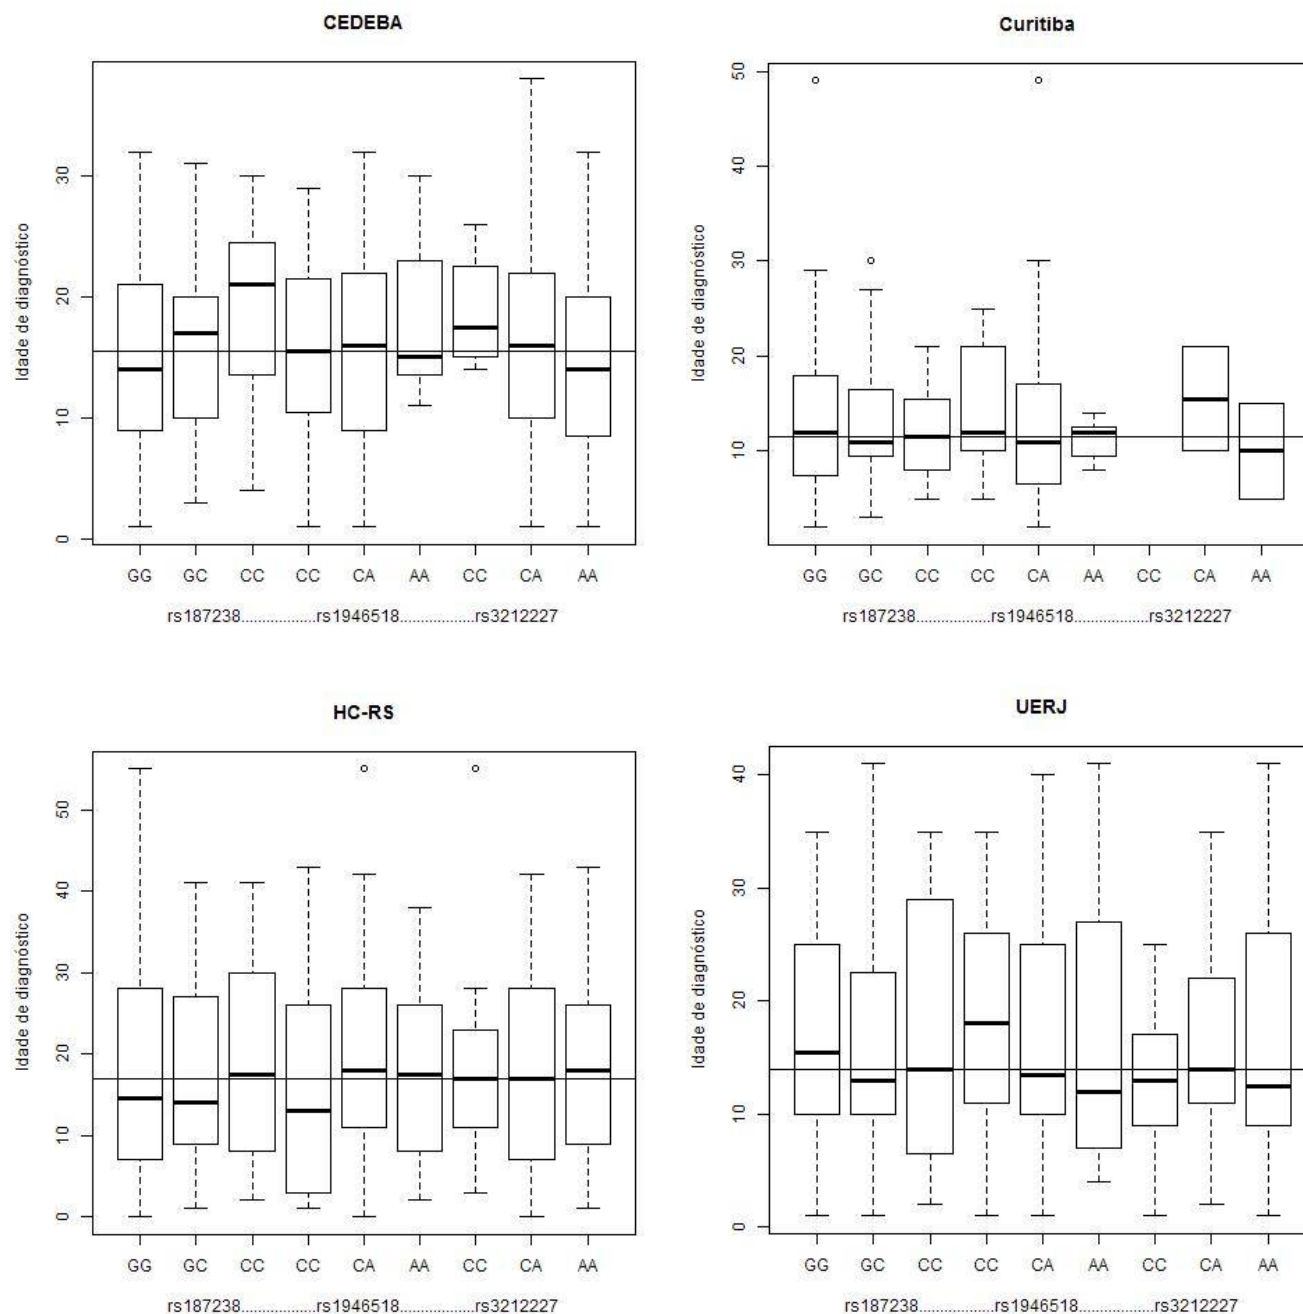 CEDEBA
Idade de diagnóstico
0
10
20
30
GG GC CC CC CA AA CC CA AA
rs187238.................rs1946518.................rs3212227
Curitiba
Idade de diagnóstico
10
20
30
40
50
GG GC CC CC CA AA CC CA AA
rs187238.................rs1946518.................rs3212227
HC-RS
Idade de diagnóstico
0
10
20
30
40
50
GG GC CC CC CA AA CC CA AA
rs187238.................rs1946518.................rs3212227
UERJ
Idade de diagnóstico
0
10
20
30
40
GG GC CC CC CA AA CC CA AA
rs187238.................rs1946518.................rs3212227